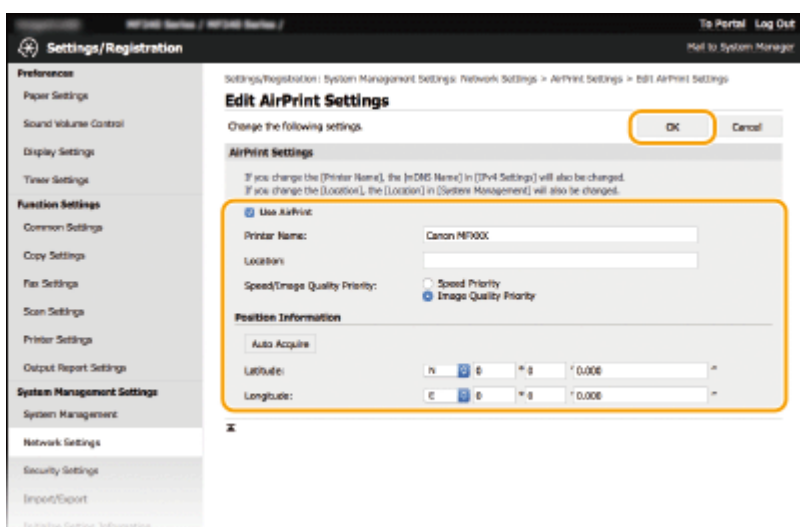 MF240 Series / MF240 Series /
To Portal Log Out
Settings/Registration
Mail to System Manager
Preferences
Paper Settings
Sound Volume Control
Display Settings
Timer Settings
Function Settings
Common Settings
Copy Settings
Fax Settings
Scan Settings
Printer Settings
Output Report Settings
System Management Settings
System Management
Network Settings
Security Settings
Import/Export
Settings/Registration: System Management Settings: Network Settings > AirPrint Settings > Edit AirPrint Settings
Edit AirPrint Settings
Change the following settings.
OK Cancel
AirPrint Settings
If you change the [Printer Name], the [mDNS Name] in [IPv4 Settings] will also be changed.
If you change the [Location], the [Location] in [System Management] will also be changed.
Use AirPrint
Printer Name: Canon MFXXX
Location:
Speed/Image Quality Priority: Speed Priority
Image Quality Priority
Position Information
Auto Acquire
Latitude: N 0 ° 0 ' 0.000 "
Longitude: E 0 ° 0 ' 0.000 "